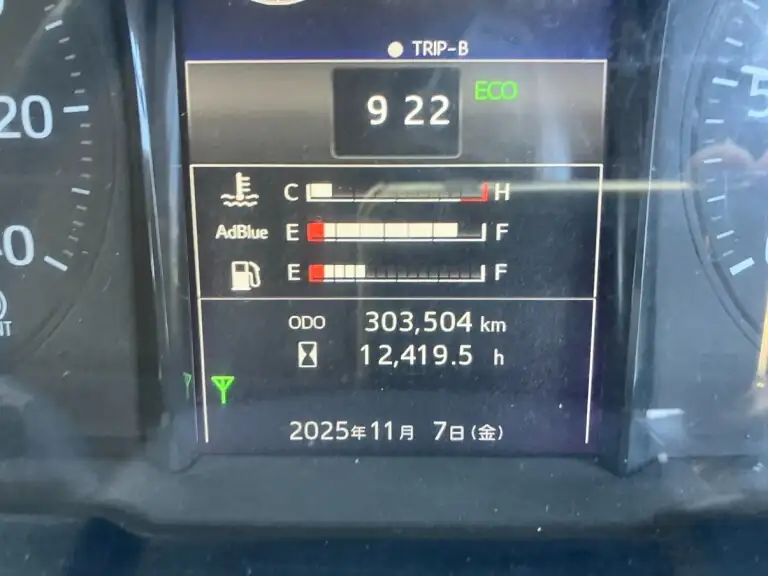 TRIP-B
9 22 ECO
C H
AdBlue E F
E F
ODO 303,504 km
12,419.5 h
2025年11月 7日(金)
20